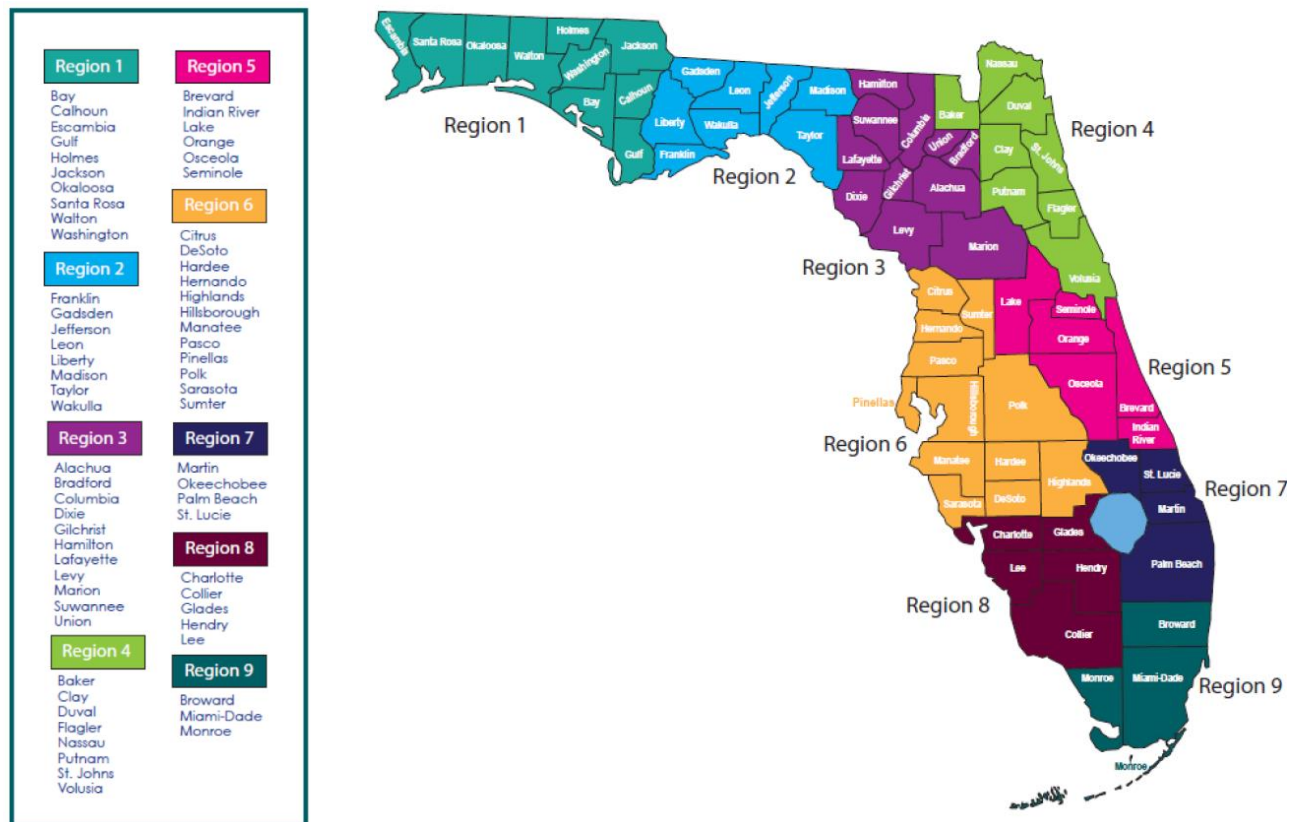 Region 1
Bay
Calhoun
Escambia
Gulf
Holmes
Jackson
Okaloosa
Santa Rosa
Walton
Washington
Region 2
Franklin
Gadsden
Jefferson
Leon
Liberty
Madison
Taylor
Wakulla
Region 3
Alachua
Bradford
Columbia
Dixie
Gilchrist
Hamilton
Lafayette
Levy
Marion
Suwannee
Union
Region 4
Baker
Clay
Duval
Flagler
Nassau
Putnam
St. Johns
Volusia
Region 5
Brevard
Indian River
Lake
Orange
Osceola
Seminole
Region 6
Citrus
DeSoto
Hardee
Hernando
Highlands
Hillsborough
Manatee
Pasco
Pinellas
Polk
Sarasota
Sumter
Region 7
Martin
Okeechobee
Palm Beach
St. Lucie
Region 8
Charlotte
Collier
Glades
Hendry
Lee
Region 9
Broward
Miami-Dade
Monroe
Escambia
Santa Rosa
Okaloosa
Walton
Holmes
Washington
Jackson
Bay
Calhoun
Gulf
Region 1
Gadsden
Liberty
Franklin
Leon
Wakulla
Jefferson
Madison
Taylor
Region 2
Hamilton
Suwannee
Lafayette
Columbia
Union
Bradford
Gilchrist
Alachua
Dixie
Levy
Marion
Region 3
Nassau
Baker
Duval
Clay
St. Johns
Putnam
Flagler
Volusia
Region 4
Lake
Seminole
Orange
Osceola
Brevard
Indian
River
Region 5
Citrus
Sumter
Hernando
Pasco
Pinellas
Hillsborough
Polk
Manatee
Hardee
Highlands
Sarasota
DeSoto
Region 6
Okeechobee
St. Lucie
Martin
Palm Beach
Region 7
Charlotte
Glades
Lee
Hendry
Collier
Region 8
Broward
Monroe
Miami-Dade
Monroe
Region 9